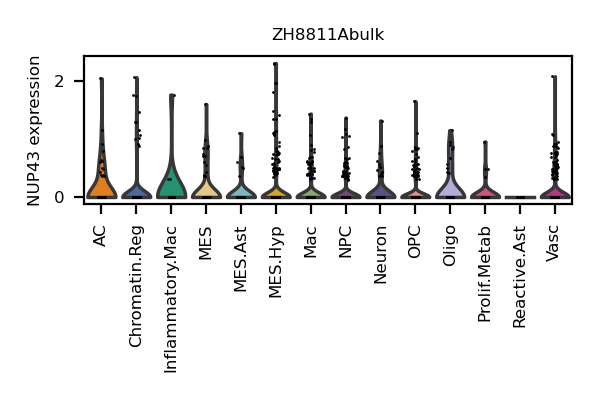 ZH8811Abulk
NUP43 expression
2
0
AC
Chromatin.Reg
Inflammatory.Mac
MES
MES.Ast
MES.Hyp
Mac
NPC
Neuron
OPC
Oligo
Prolif.Metab
Reactive.Ast
Vasc